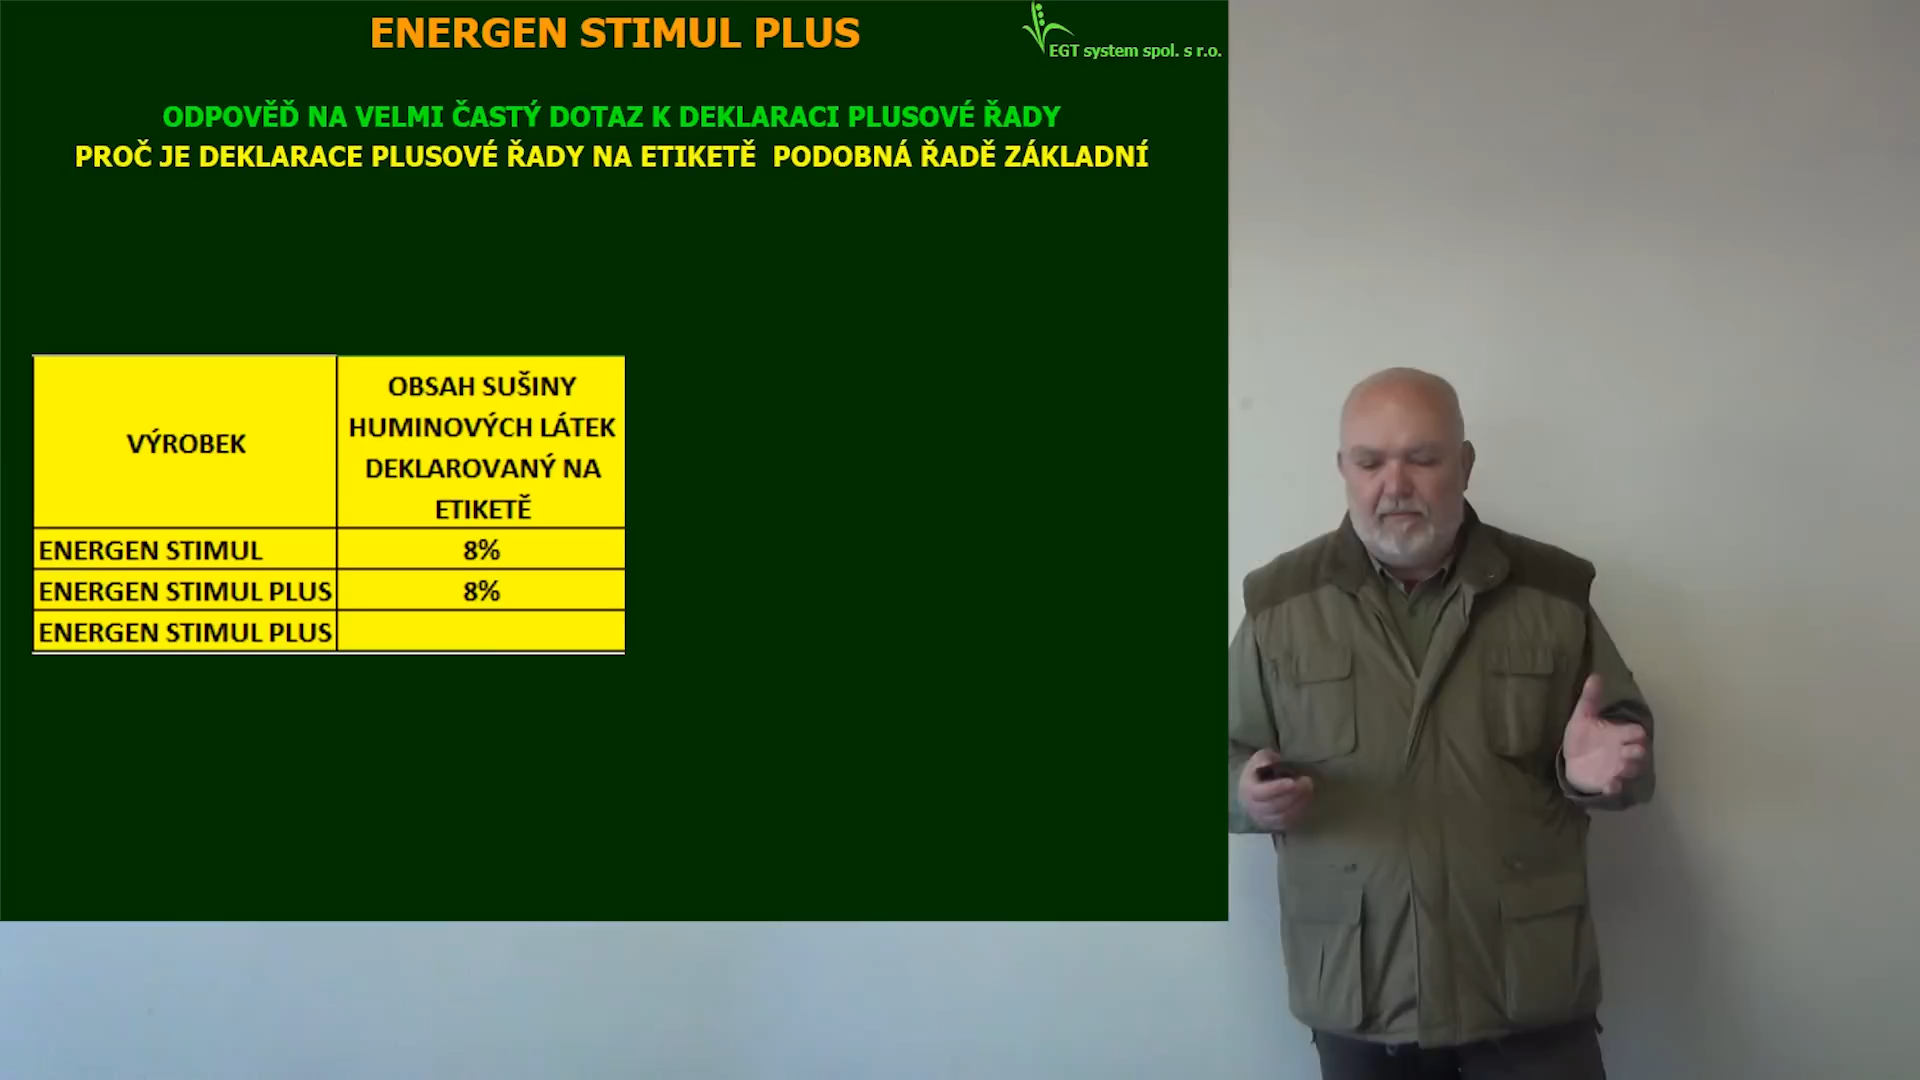 ENERGEN STIMUL PLUS
EGT system spol. s r.o.
ODPOVĚĎ NA VELMI ČASTÝ DOTAZ K DEKLARACI PLUSOVÉ ŘADY
PROČ JE DEKLARACE PLUSOVÉ ŘADY NA ETIKETĚ PODOBNÁ ŘADĚ ZÁKLADNÍ
VÝROBEK
OBSAH SUŠINY
HUMINOVÝCH LÁTEK
DEKLAROVANÝ NA
ETIKETĚ
ENERGEN STIMUL 8%
ENERGEN STIMUL PLUS 8%
ENERGEN STIMUL PLUS